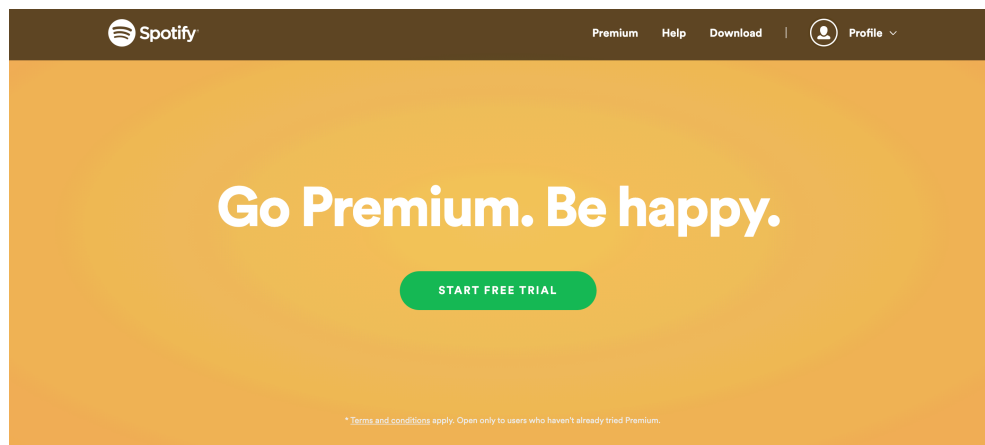 Spotify
Premium Help Download | Profile
Go Premium. Be happy.
START FREE TRIAL
* Terms and conditions apply. Open only to users who haven't already tried Premium.